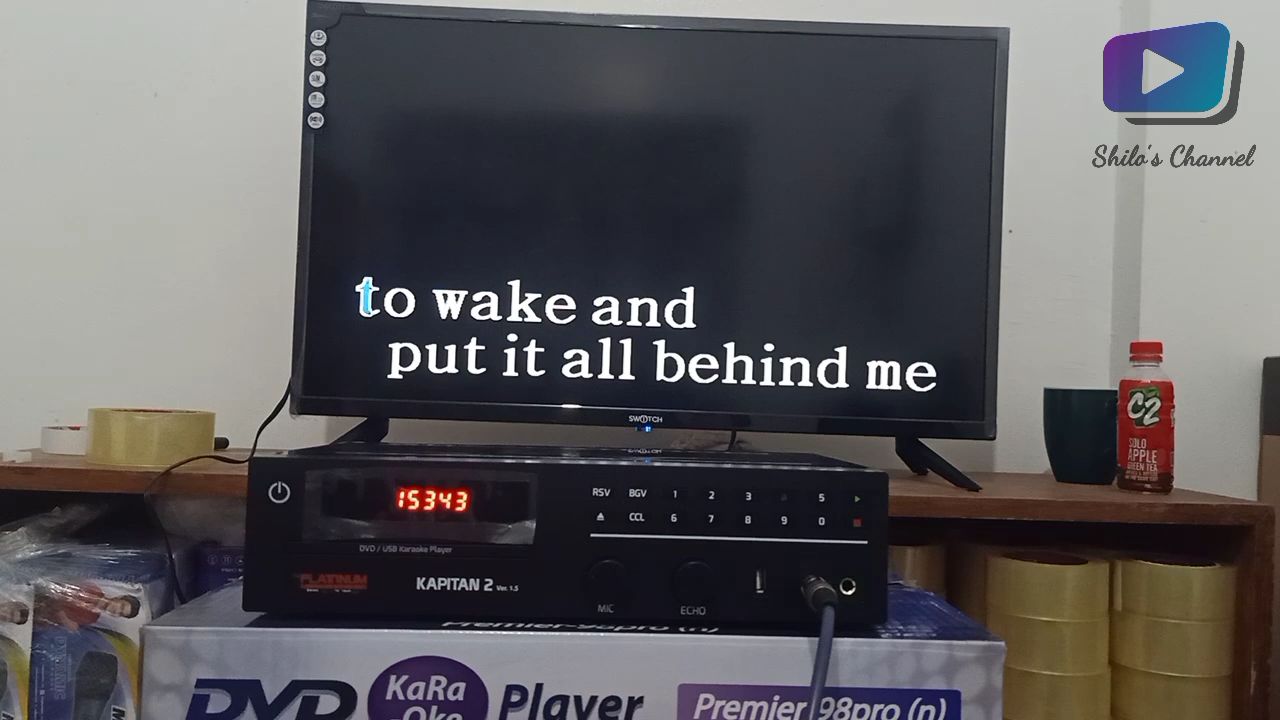 Shilo's Channel
to wake and
put it all behind me
SWITCH
C2
SOLO
APPLE
GREEN TEA
15343
RSV BGV 1 2 3 5
CCL 6 7 8 9 0
DVD / USB Karaoke Player
PLATINUM
KAPITAN 2 Ver. 1.5
MIC ECHO
Premier-98pro (n)
DVD KaRa
-Oke Player Premier 98pro (n)